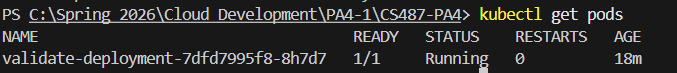 PS C:\Spring 2026\Cloud Development\PA4-1\CS487-PA4> kubectl get pods
NAME READY STATUS RESTARTS AGE
validate-deployment-7dfd7995f8-8h7d7 1/1 Running 0 18m